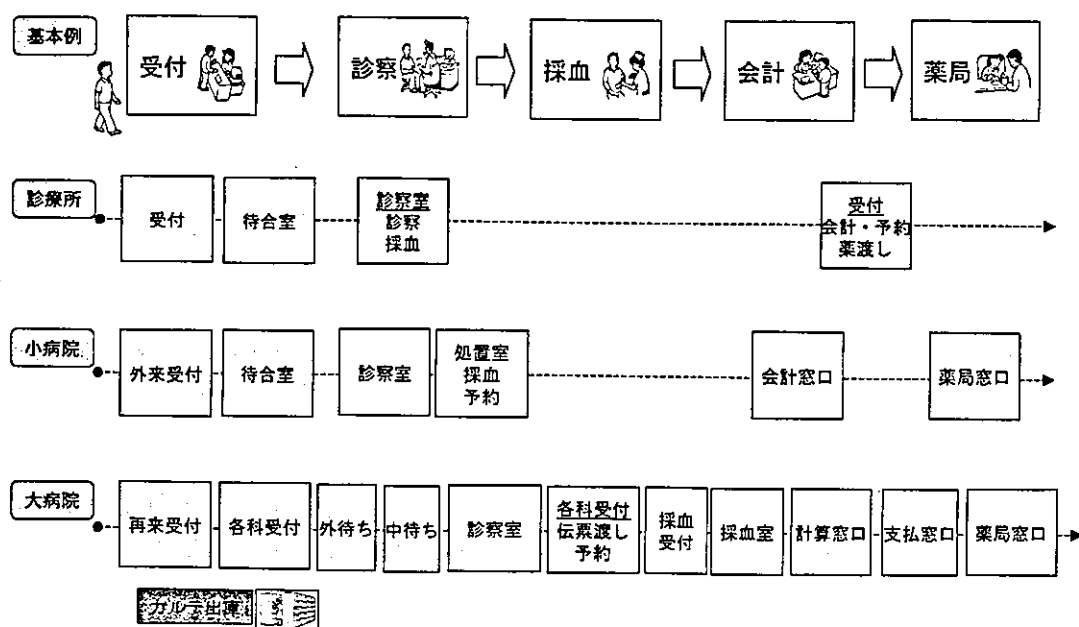 基本例
受付
診察
採血
会計
薬局
診療所
受付
待合室
診察室
診察
採血
受付
会計・予約
薬渡し
小病院
外来受付
待合室
診察室
処置室
採血
予約
会計窓口
薬局窓口
大病院
再来受付
各科受付
外待ち
中待ち
診察室
各科受付
伝票渡し
予約
採血
受付
採血室
計算窓口
支払窓口
薬局窓口
カルテ出庫